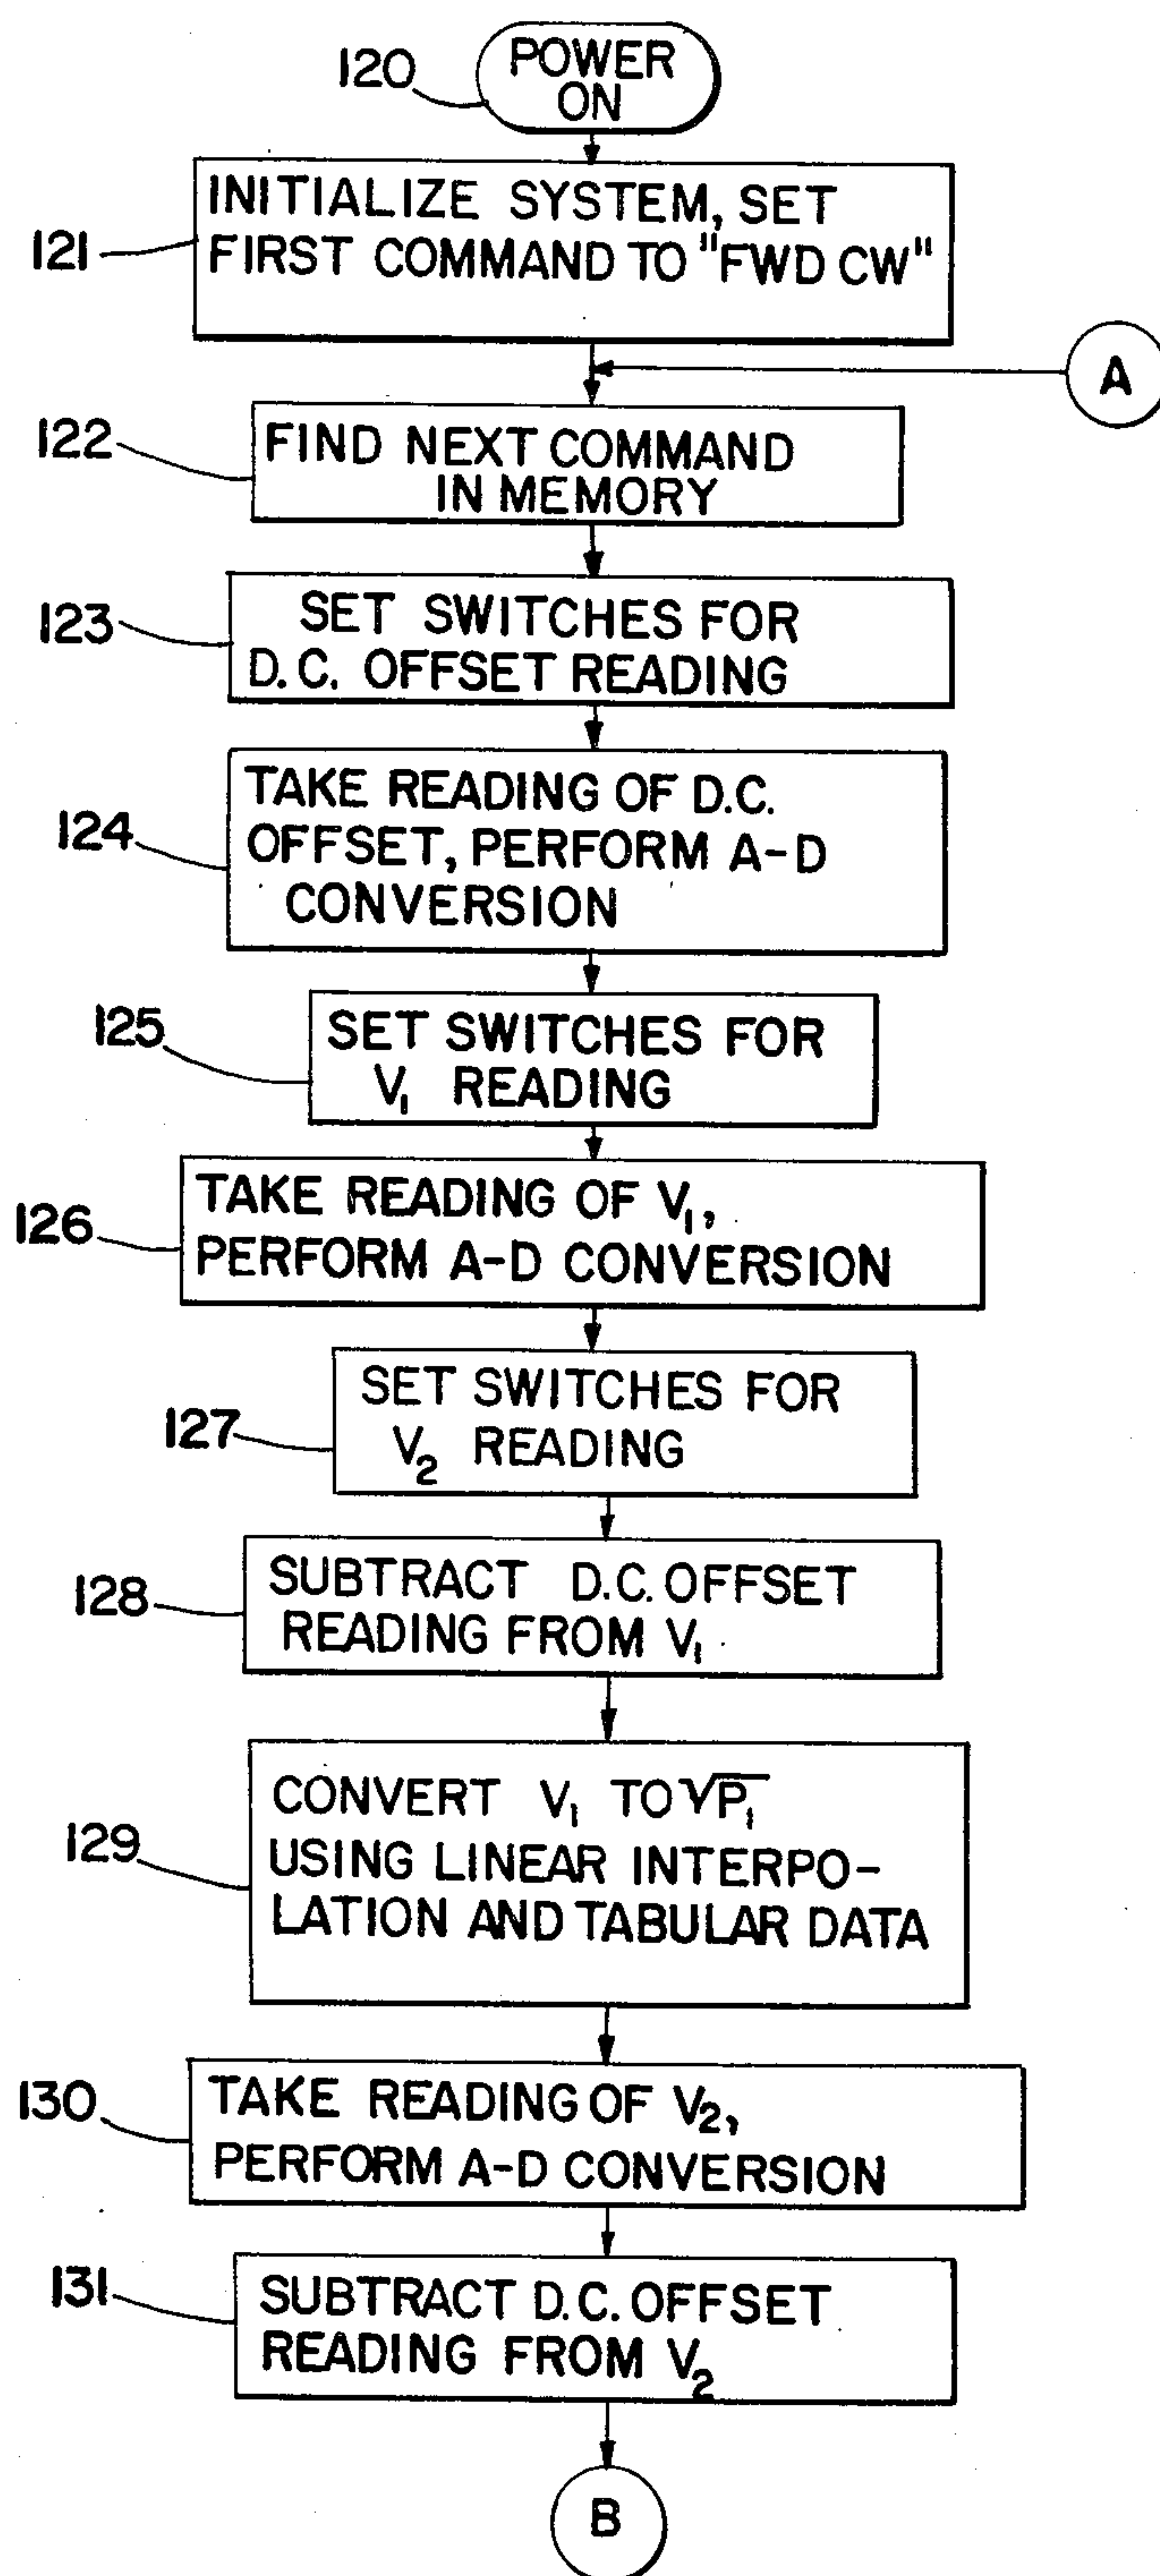 120
POWER
ON
121
INITIALIZE SYSTEM, SET
FIRST COMMAND TO "FWD CW"
A
122
FIND NEXT COMMAND
IN MEMORY
123
SET SWITCHES FOR
D.C. OFFSET READING
124
TAKE READING OF D.C.
OFFSET, PERFORM A-D
CONVERSION
125
SET SWITCHES FOR
V₁ READING
126
TAKE READING OF V₁,
PERFORM A-D CONVERSION
127
SET SWITCHES FOR
V₂ READING
128
SUBTRACT D.C. OFFSET
READING FROM V₁
129
CONVERT V₁ TO √P₁
USING LINEAR INTERPO-
LATION AND TABULAR DATA
130
TAKE READING OF V₂,
PERFORM A-D CONVERSION
131
SUBTRACT D.C. OFFSET
READING FROM V₂
B